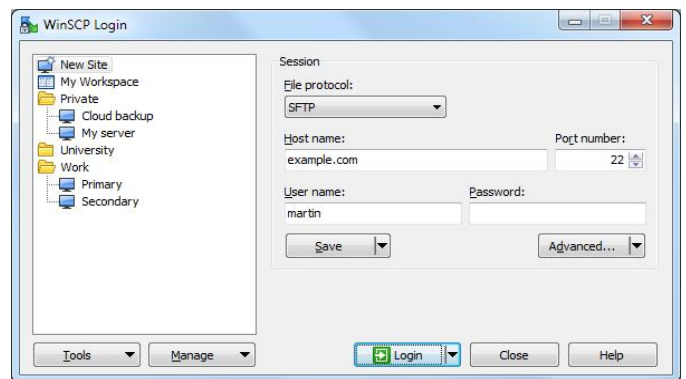 WinSCP Login
New Site
My Workspace
Private
Cloud backup
My server
University
Work
Primary
Secondary
Session
File protocol:
SFTP
Host name:
Port number:
example.com
22
User name:
Password:
martin
Save
Advanced...
Tools
Manage
Login
Close
Help